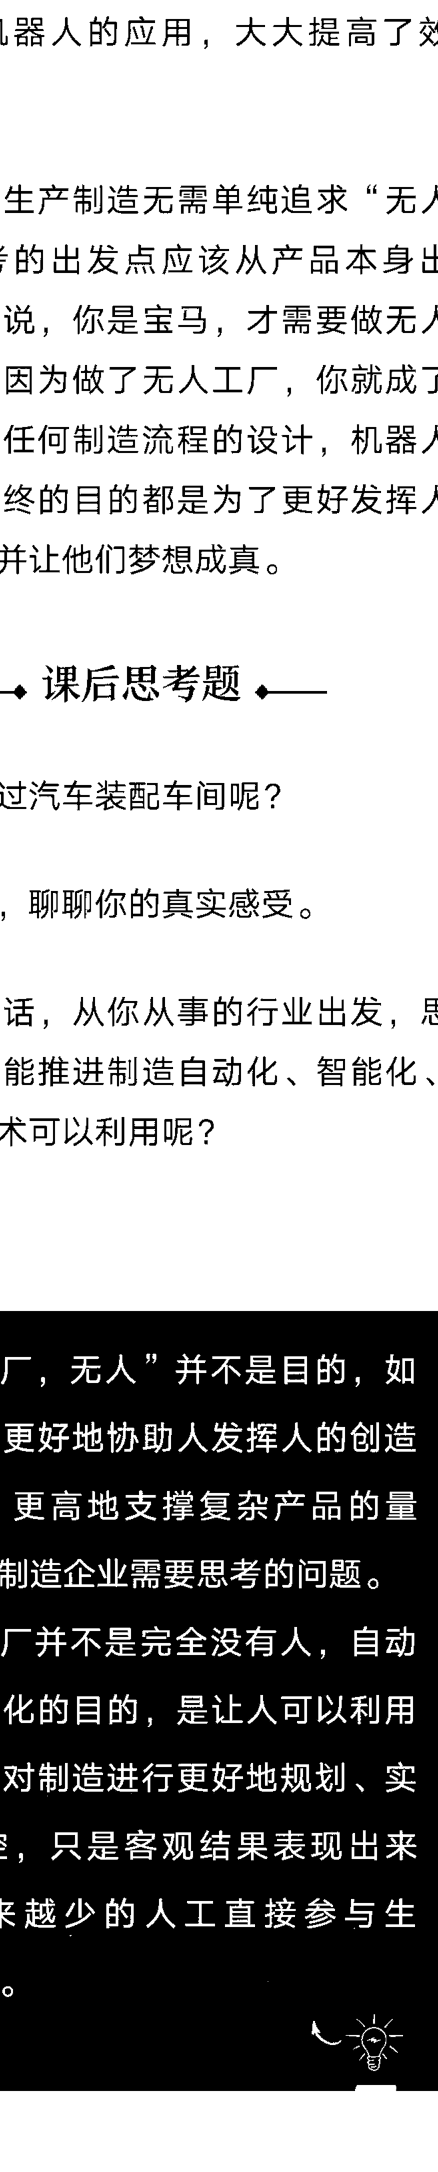 器人的应用，大大提高了效
生产制造无需单纯追求“无人
的出发点应该从产品本身出
说，你是宝马，才需要做无人
因为做了无人工厂，你就成了
任何制造流程的设计，机器人
终的目的都是为了更好发挥人
并让他们梦想成真。
课后思考题
过汽车装配车间呢？
，聊聊你的真实感受。
话，从你从事的行业出发，思
能推进制造自动化、智能化、
术可以利用呢？
厂，无人”并不是目的，如
更好地协助人发挥人的创造
更高地支撑复杂产品的量
制造企业需要思考的问题。
厂并不是完全没有人，自动
化的目的，是让人可以利用
对制造进行更好地规划、实
，只是客观结果表现出来
来越少的人工直接参与生
。